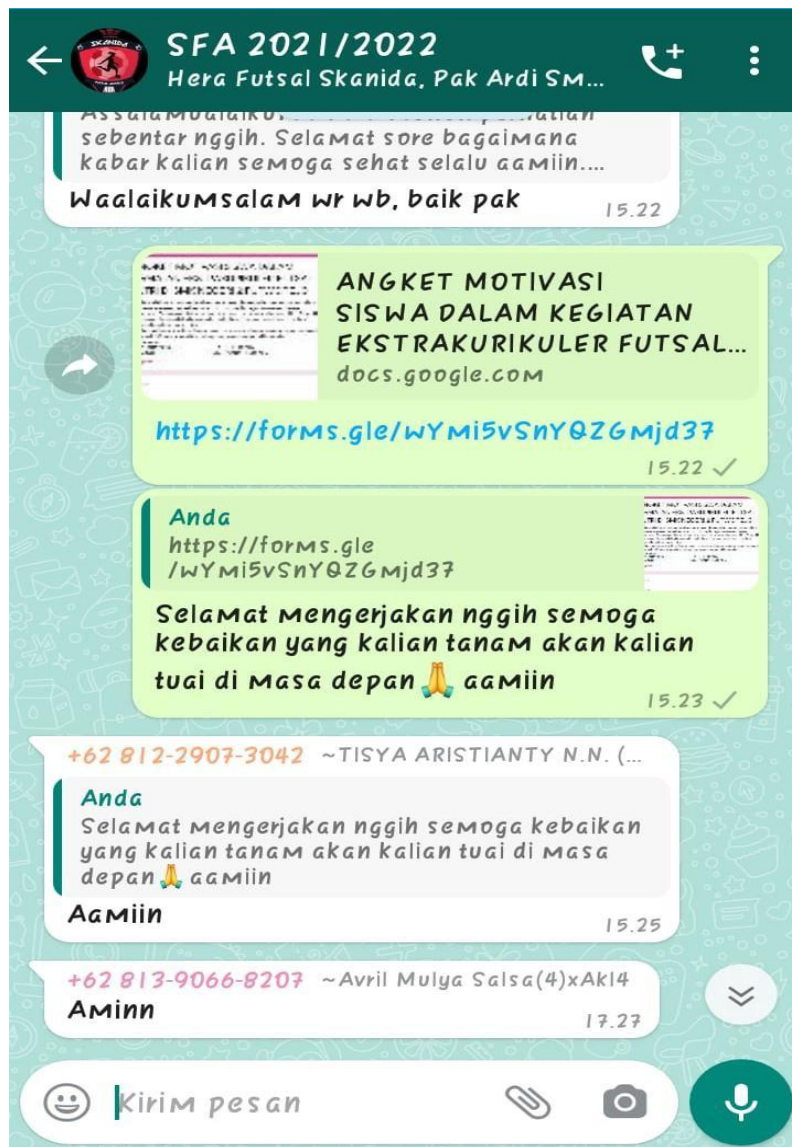 SFA 2021/2022
Hera Futsal Skanida, Pak Ardi Sm...
sebentar nggih. Selamat sore bagaimana
kabar kalian semoga sehat selalu aamiin....
Waalaikumsalam wr wb, baik pak
15.22
ANGKET MOTIVASI
SISWA DALAM KEGIATAN
EKSTRAKURIKULER FUTSAL...
docs.google.com
https://forms.gle/wYMi5vSnYQZGMjd37
15.22
Anda
https://forms.gle
/wYMi5vSnYQZGMjd37
Selamat mengerjakan nggih semoga
kebaikan yang kalian tanam akan kalian
tuai di masa depan 🙏 aamiin
15.23
+62 812-2907-3042 ~TISYA ARISTIANTY N.N. (...
Anda
Selamat mengerjakan nggih semoga kebaikan
yang kalian tanam akan kalian tuai di masa
depan 🙏 aamiin
Aamiin
15.25
+62 813-9066-8207 ~Avril Mulya Salsa(4)xAkl4
Aminn
17.27
Kirim pesan